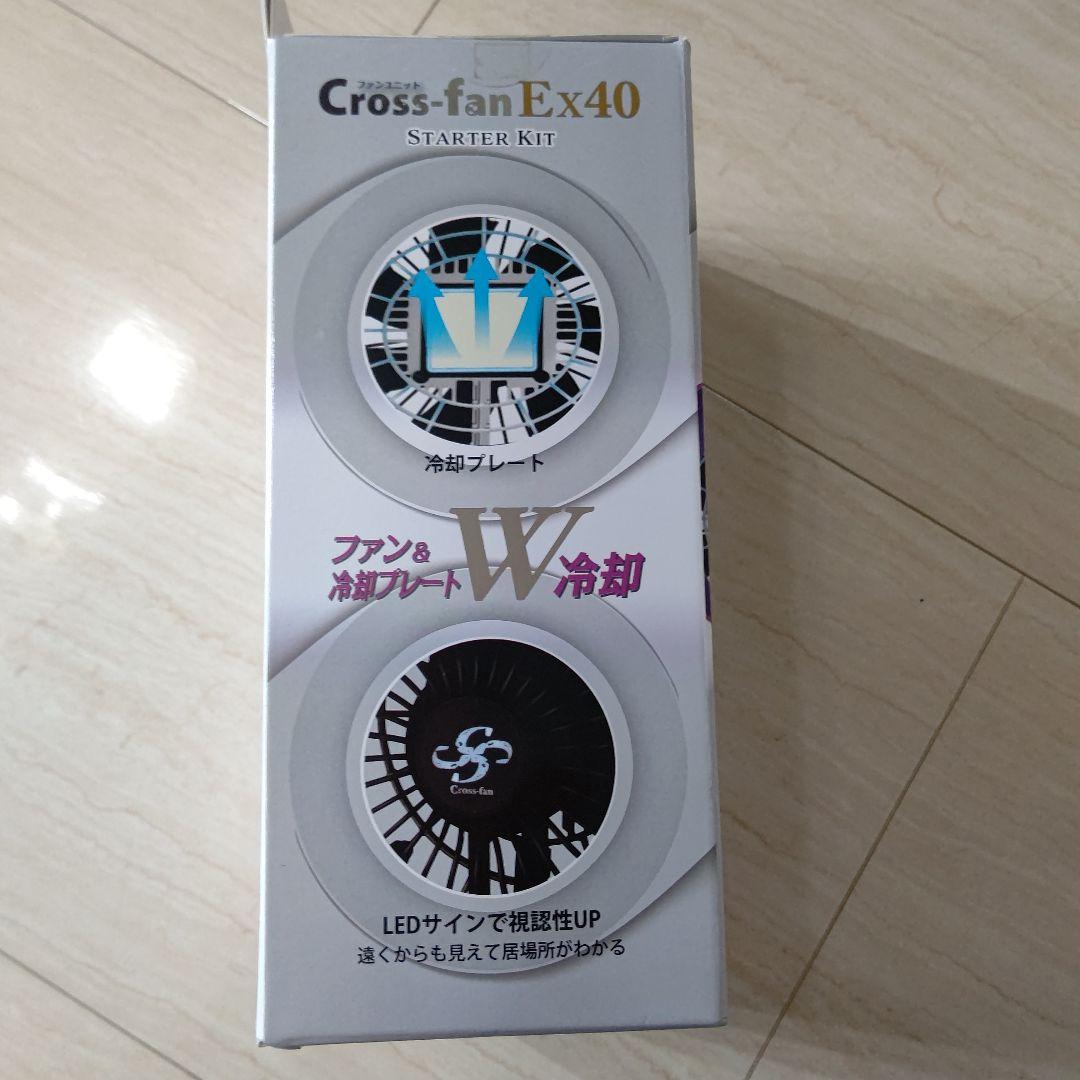 ファンユニット
Cross-fan Ex40
&
STARTER KIT
冷却プレート
ファン&
冷却プレート
W冷却
Cross-fan
LEDサインで視認性UP
遠くからも見えて居場所がわかる